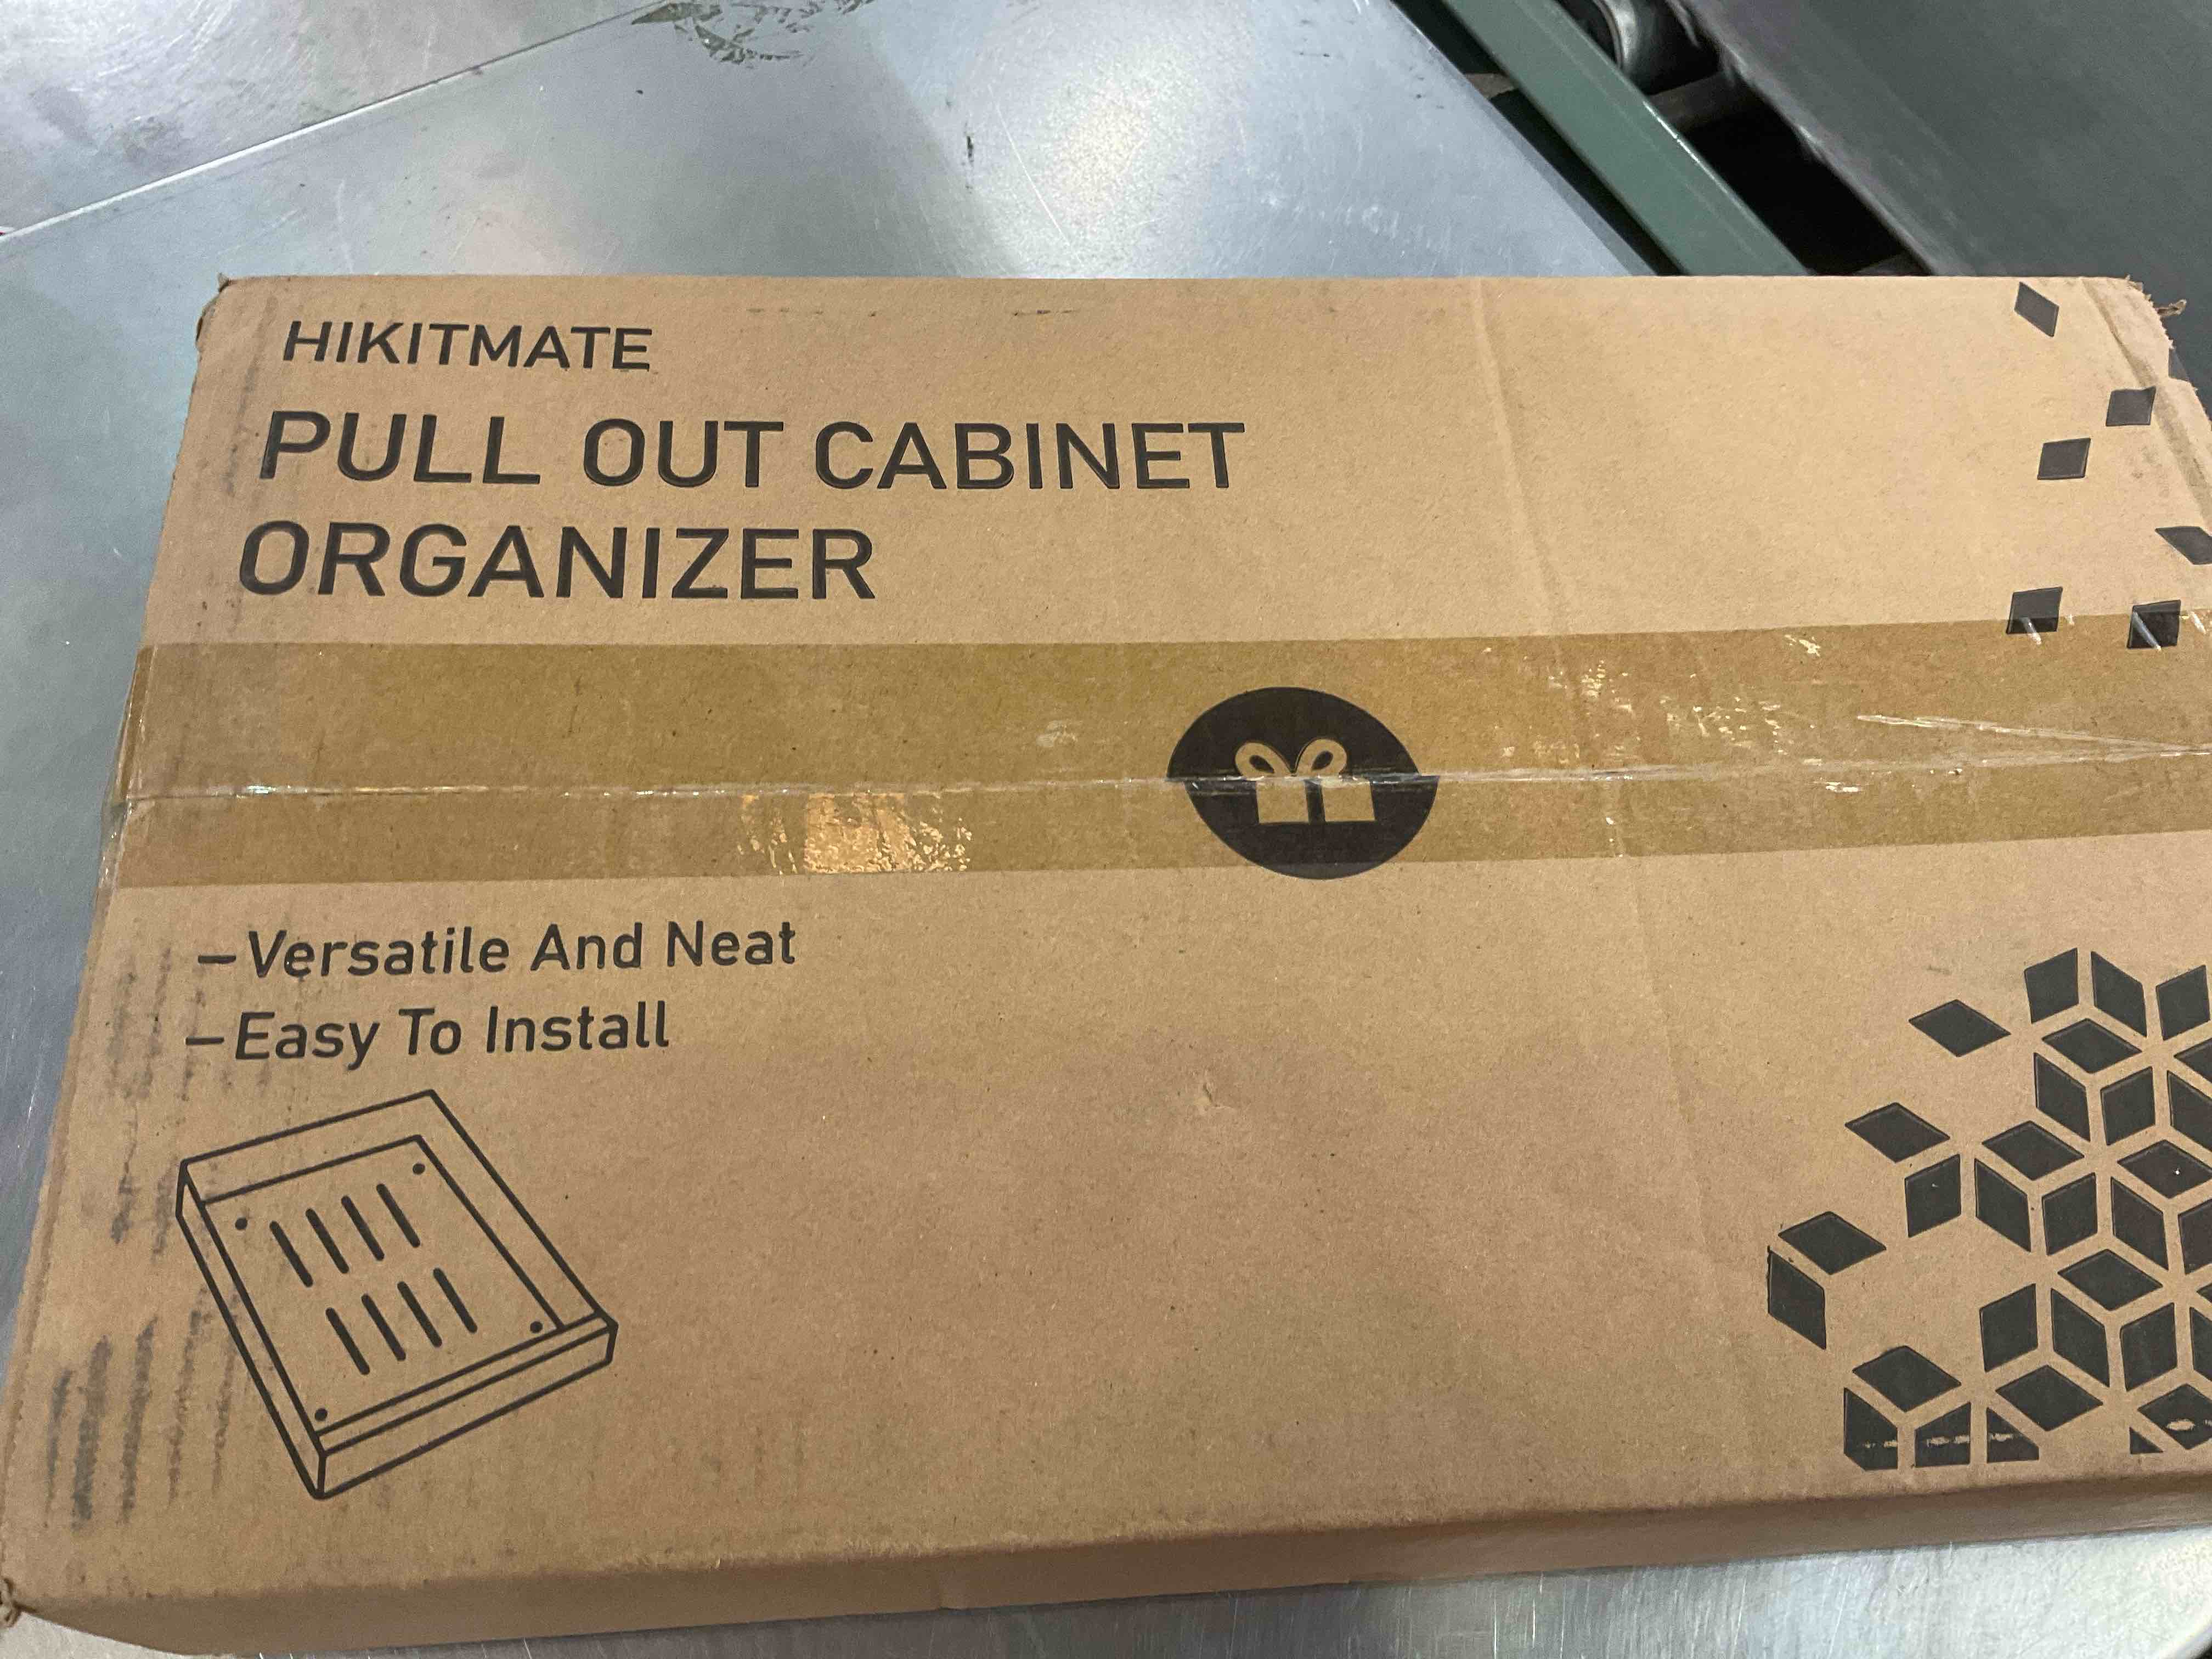 HIKITMATE
PULL OUT CABINET
ORGANIZER
–Versatile And Neat
–Easy To Install